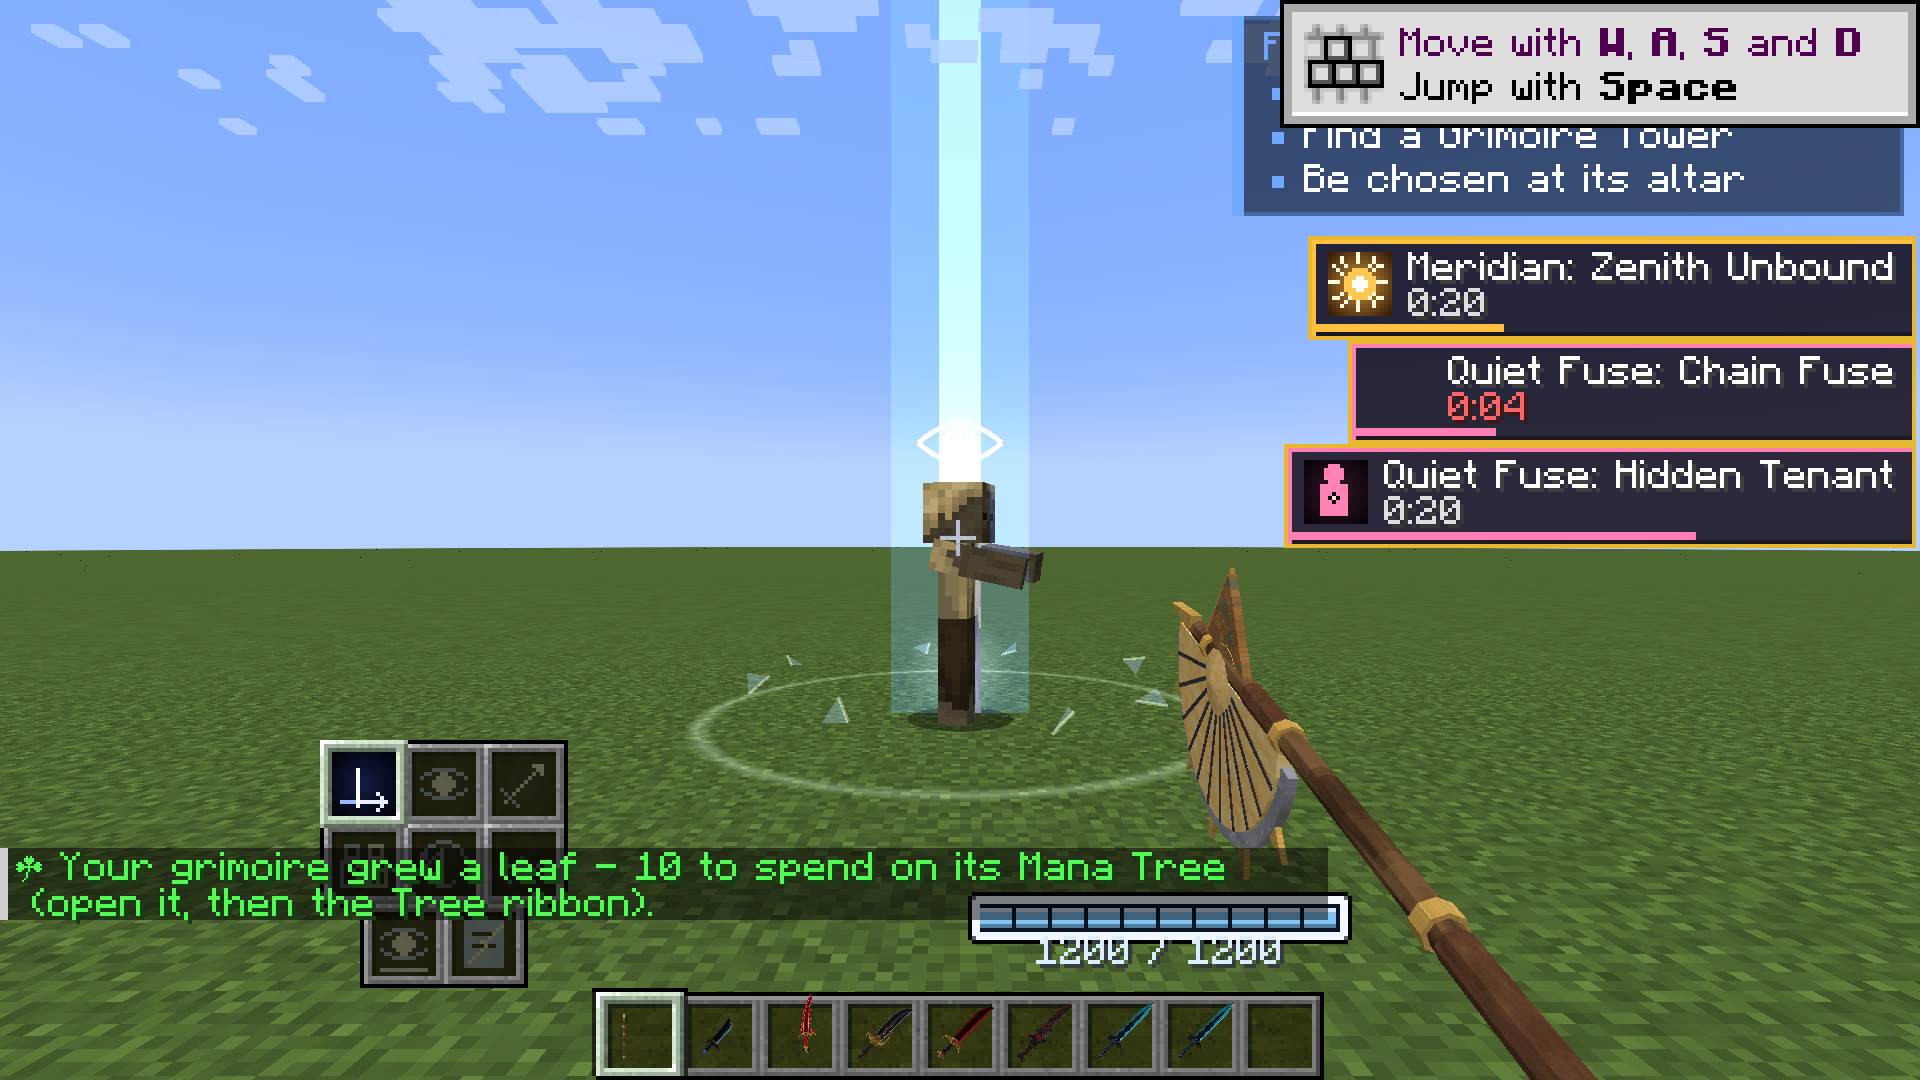 Move with W, A, S and D
Jump with Space
Find a Grimoire Tower
Be chosen at its altar
Meridian: Zenith Unbound
0:20
Quiet Fuse: Chain Fuse
0:04
Quiet Fuse: Hidden Tenant
0:20
☘ Your grimoire grew a leaf – 10 to spend on its Mana Tree
(open it, then the Tree ribbon).
1200 / 1200